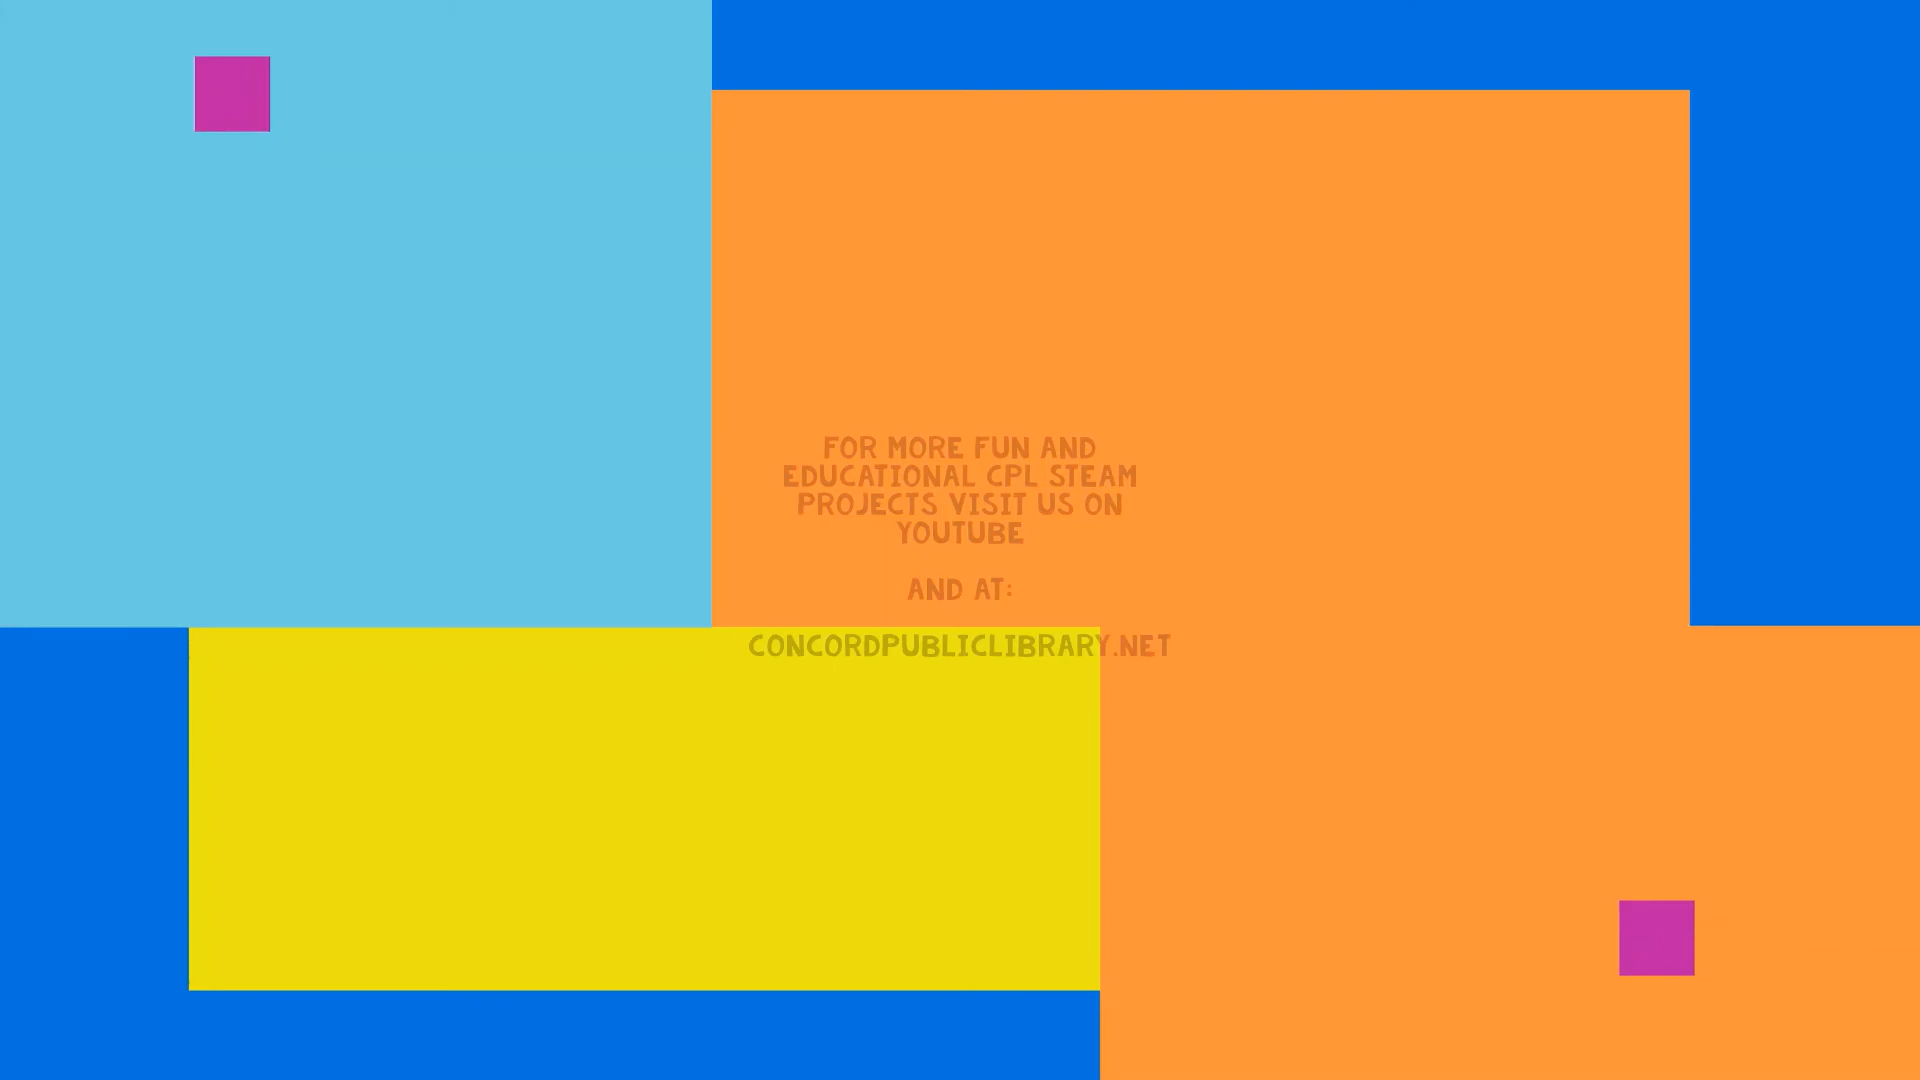 FOR MORE FUN AND
EDUCATIONAL CPL STEAM
PROJECTS VISIT US ON
YOUTUBE
AND AT:
CONCORDPUBLICLIBRARY.NET